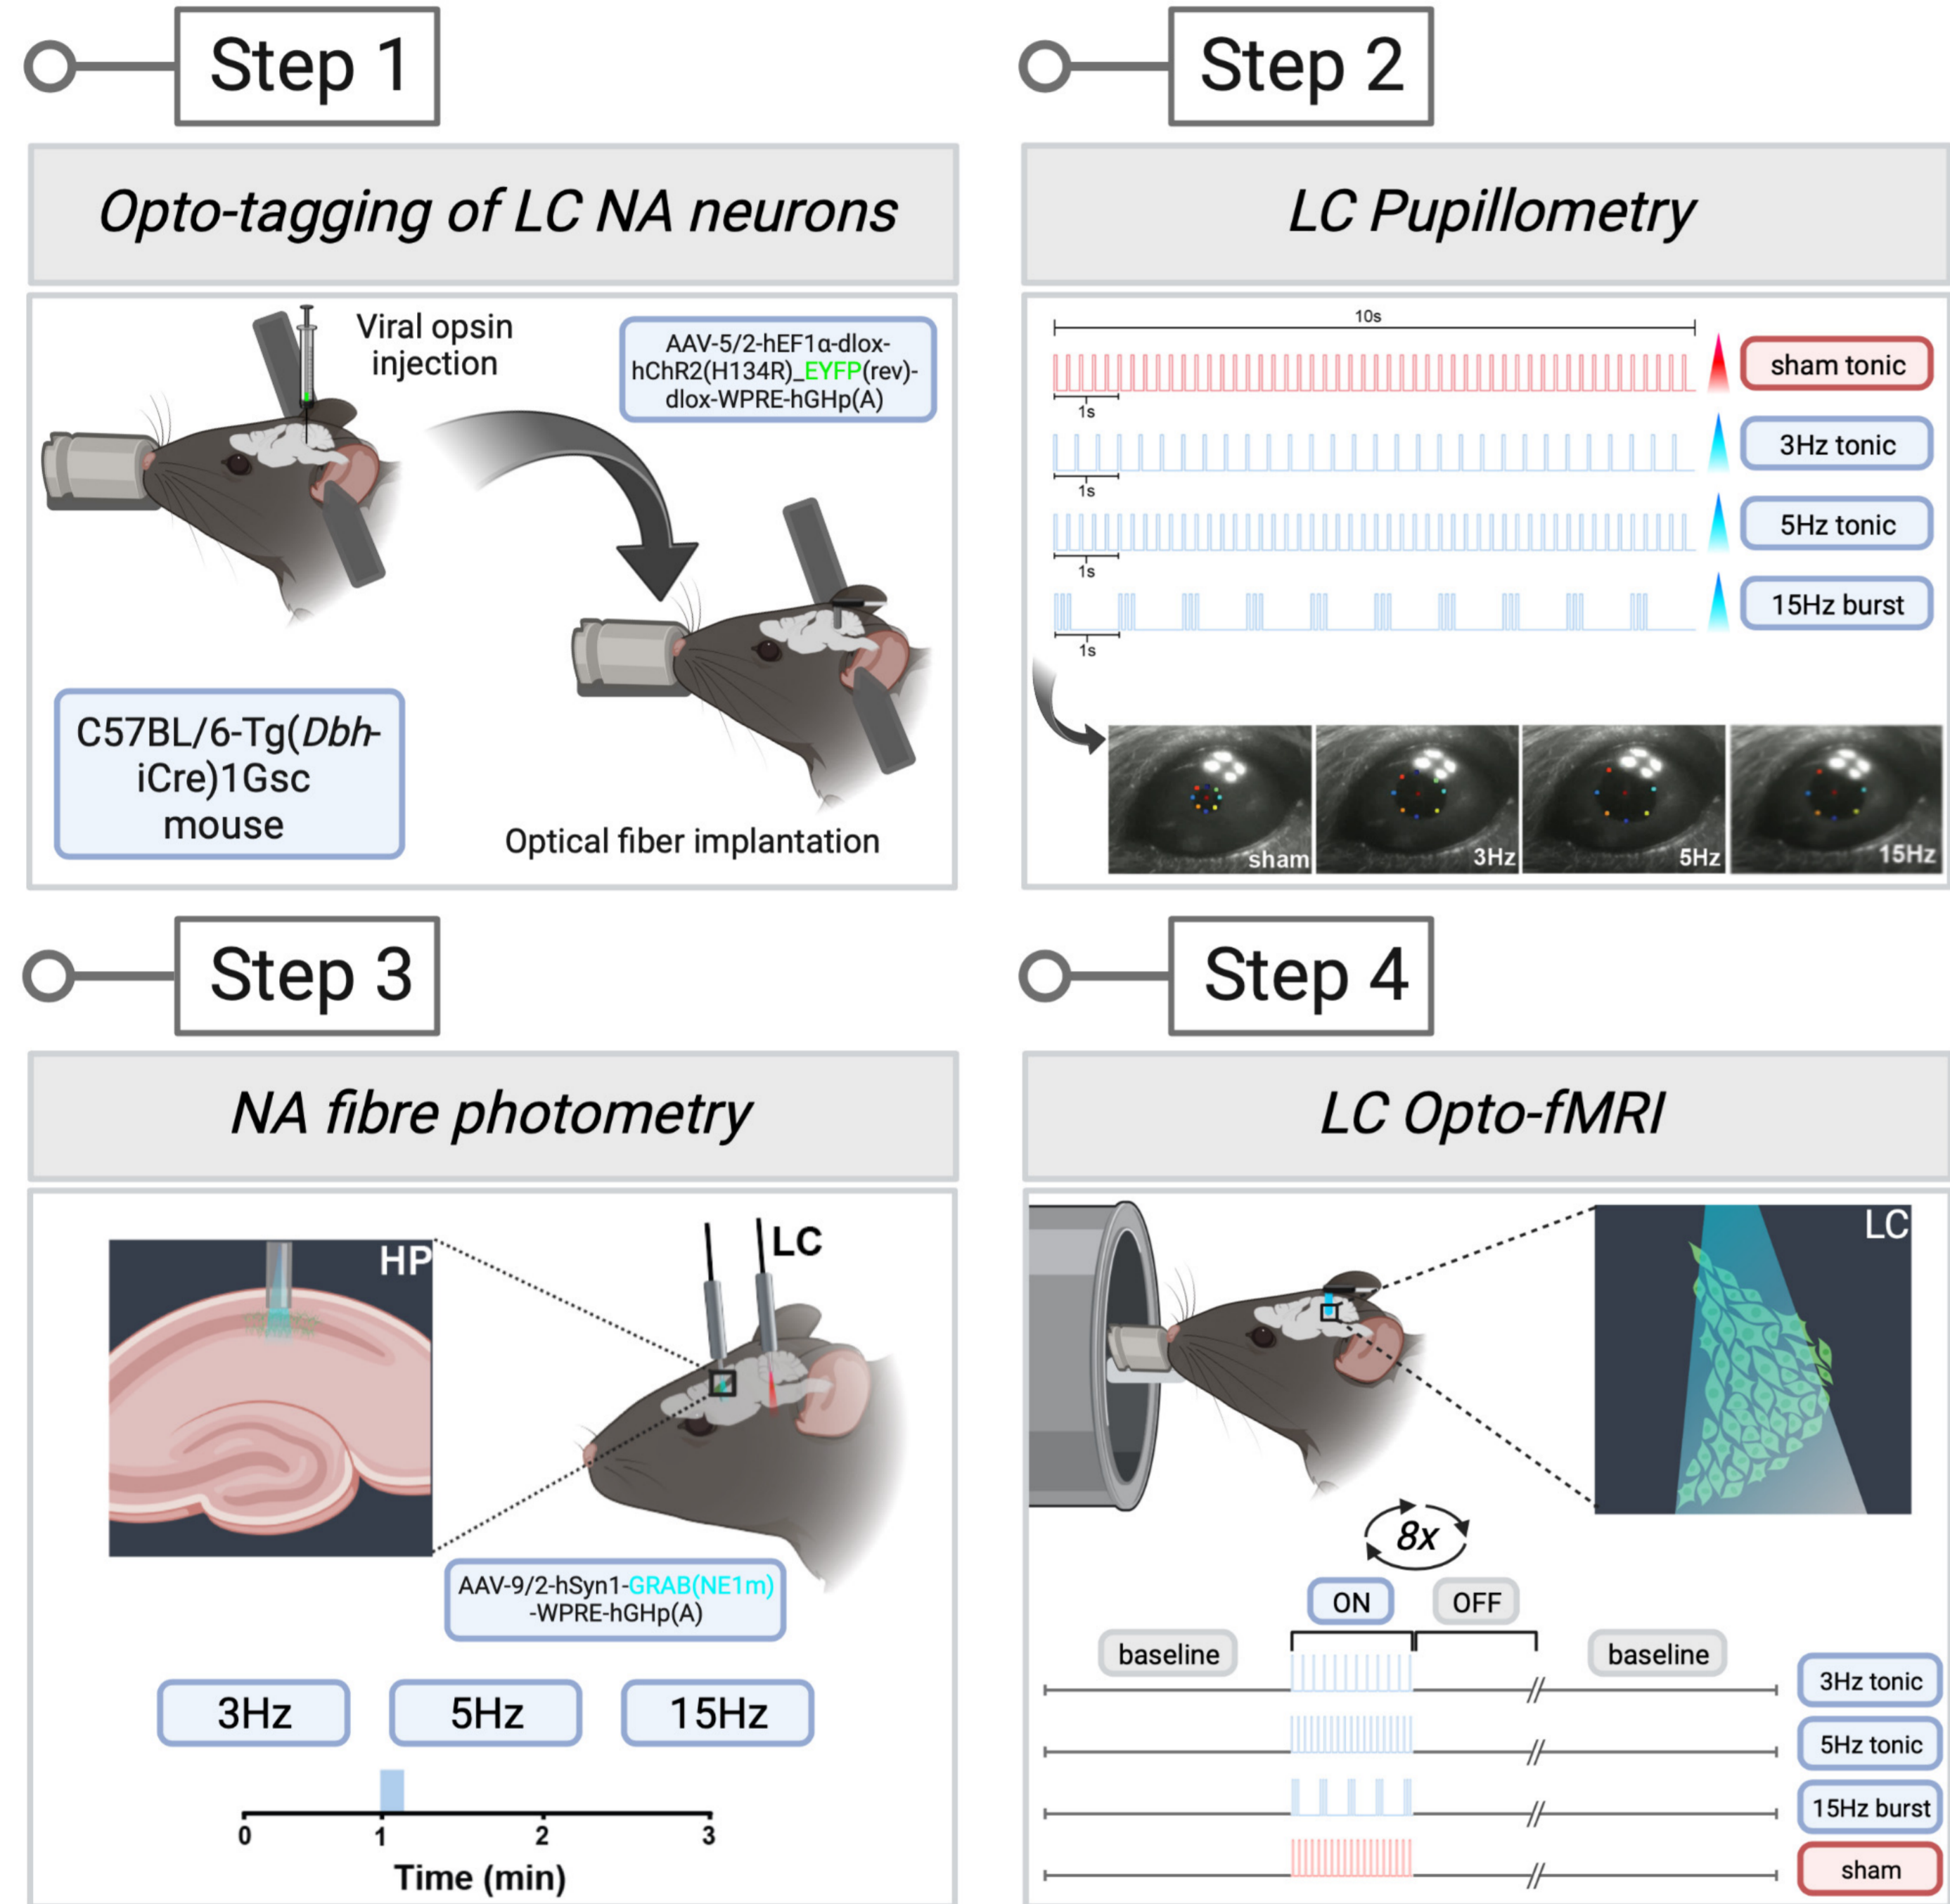 Step 1
Opto-tagging of LC NA neurons
Viral opsin
injection
AAV-5/2-hEF1α-dlox-
hChR2(H134R)_EYFP(rev)-
dlox-WPRE-hGHp(A)
C57BL/6-Tg(Dbh-
iCre)1Gsc
mouse
Optical fiber implantation
Step 2
LC Pupillometry
10s
sham tonic
1s
3Hz tonic
1s
5Hz tonic
1s
15Hz burst
1s
sham
3Hz
5Hz
15Hz
Step 3
NA fibre photometry
HP
LC
AAV-9/2-hSyn1-GRAB(NE1m)
-WPRE-hGHp(A)
3Hz
5Hz
15Hz
0 1 2 3
Time (min)
Step 4
LC Opto-fMRI
LC
8x
ON
OFF
baseline
baseline
3Hz tonic
5Hz tonic
15Hz burst
sham